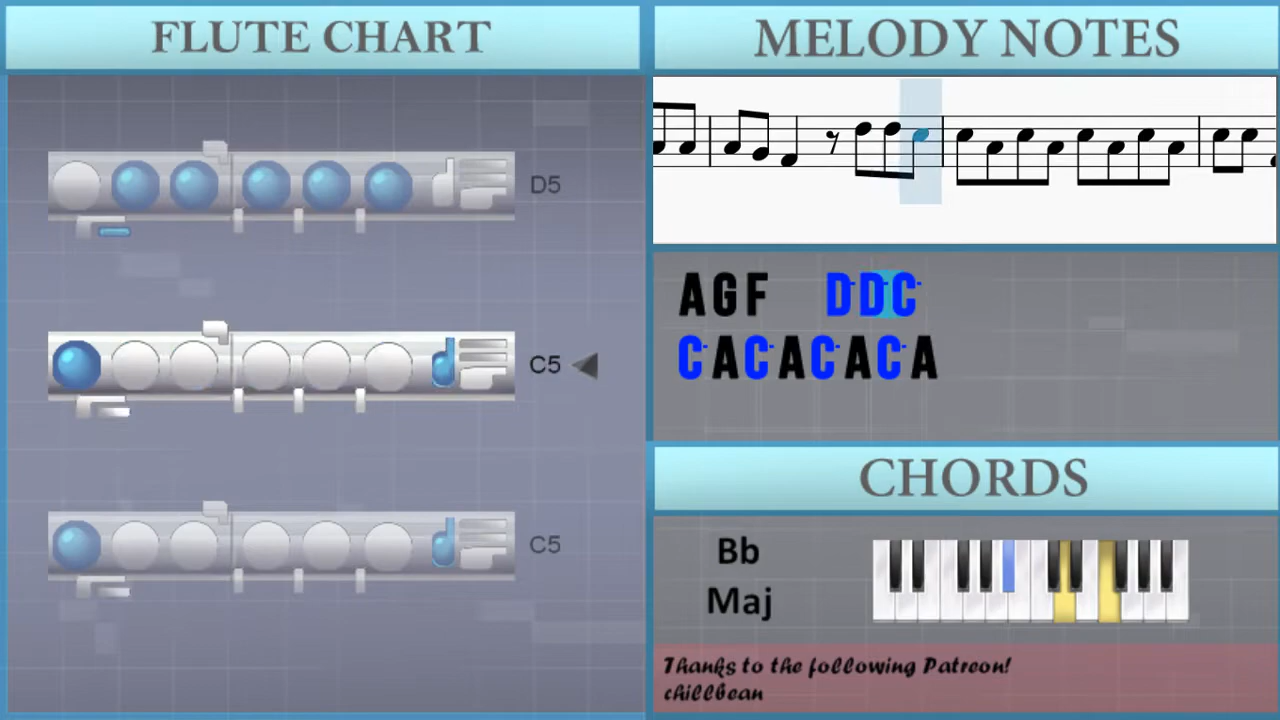 FLUTE CHART
D5
C5
C5
MELODY NOTES
AGF DDC
CACACACA
CHORDS
Bb
Maj
Thanks to the following Patreon!
chillbean